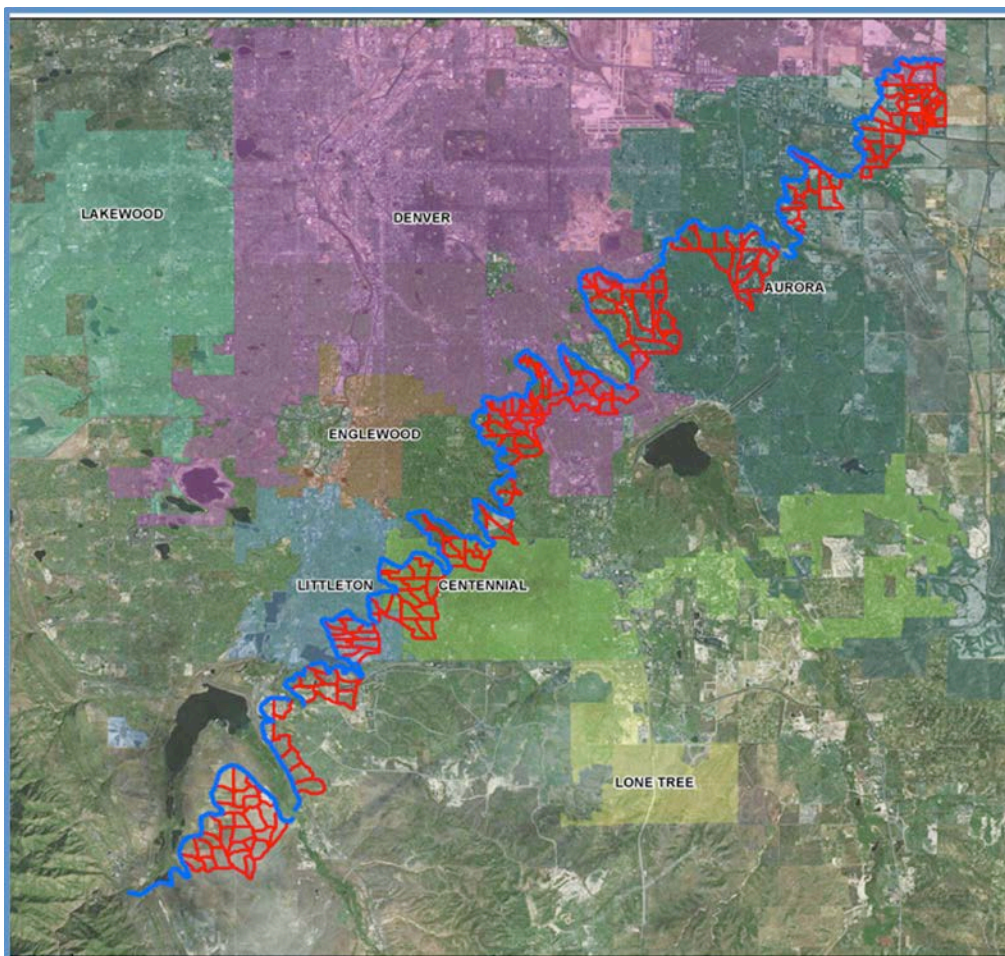 LAKEWOOD
DENVER
AURORA
ENGLEWOOD
LITTLETON
CENTENNIAL
LONE TREE